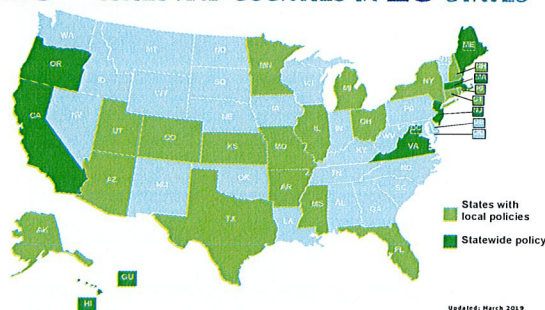 WA
MT
ND
ME
OR
MN
ID
SD
WI
NH
WY
MI
NY
MA
RI
CT
IA
PA
NJ
NV
NE
OH
CA
UT
IL
IN
CO
WV
KS
MO
VA
KY
NC
TN
AZ
OK
NM
AR
SC
MS
AL
GA
TX
LA
States with
local policies
AK
FL
Statewide policy
GU
HI
Updated: March 2019